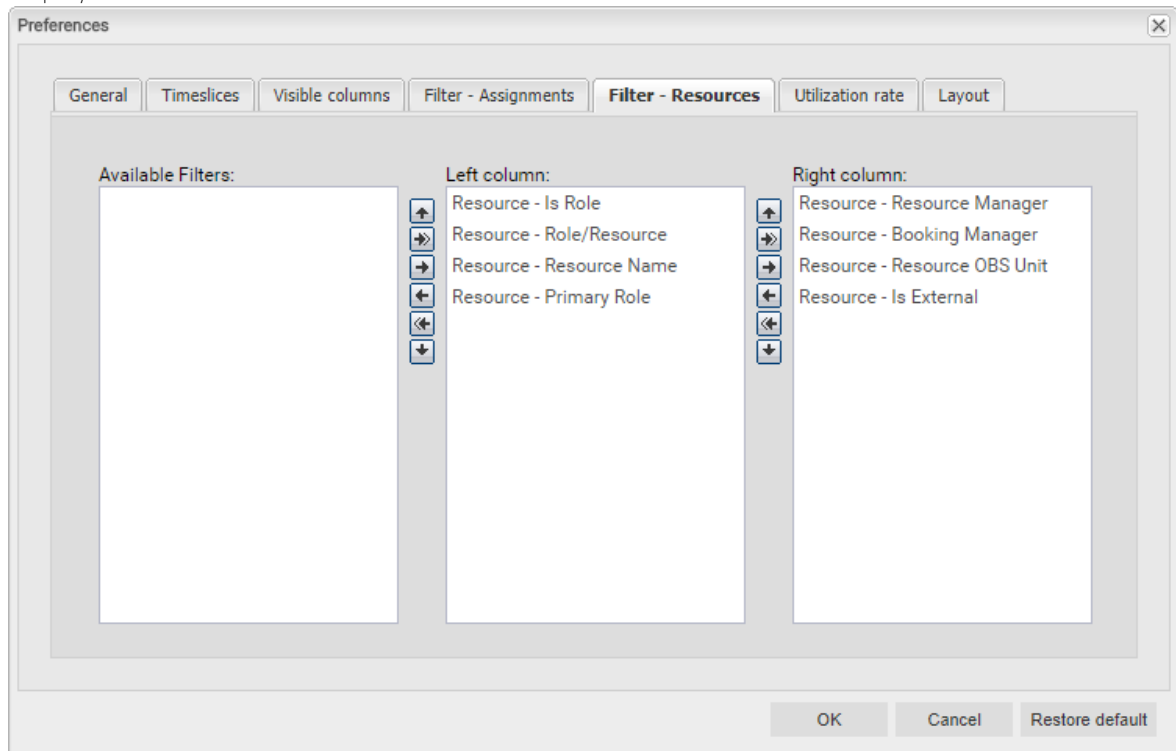 Preferences
General Timeslices Visible columns Filter - Assignments Filter - Resources Utilization rate Layout
Available Filters:
Left column:
Resource - Is Role
Resource - Role/Resource
Resource - Resource Name
Resource - Primary Role
Right column:
Resource - Resource Manager
Resource - Booking Manager
Resource - Resource OBS Unit
Resource - Is External
OK Cancel Restore default